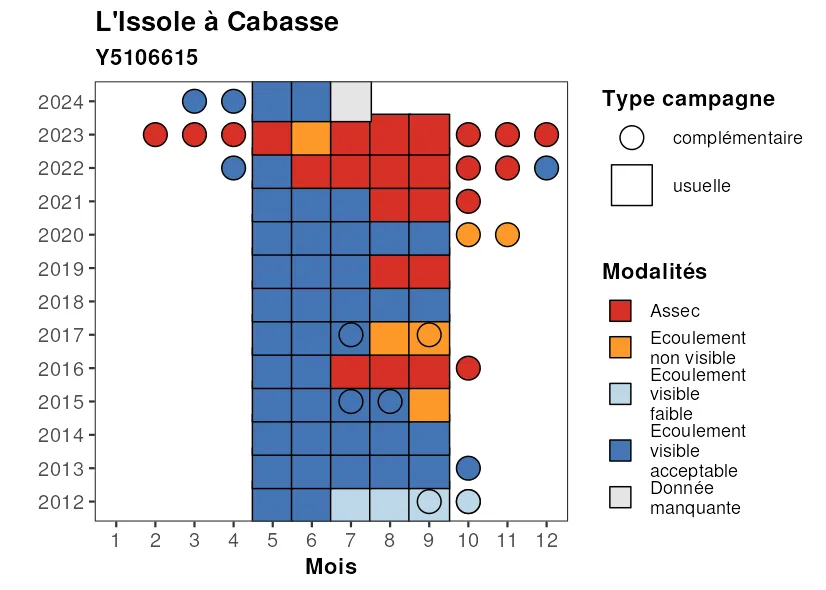 L'Issole à Cabasse
Y5106615
2024
2023
2022
2021
2020
2019
2018
2017
2016
2015
2014
2013
2012
1 2 3 4 5 6 7 8 9 10 11 12
Mois
Type campagne
complémentaire
usuelle
Modalités
Assec
Ecoulement
non visible
Ecoulement
visible
faible
Ecoulement
visible
acceptable
Donnée
manquante